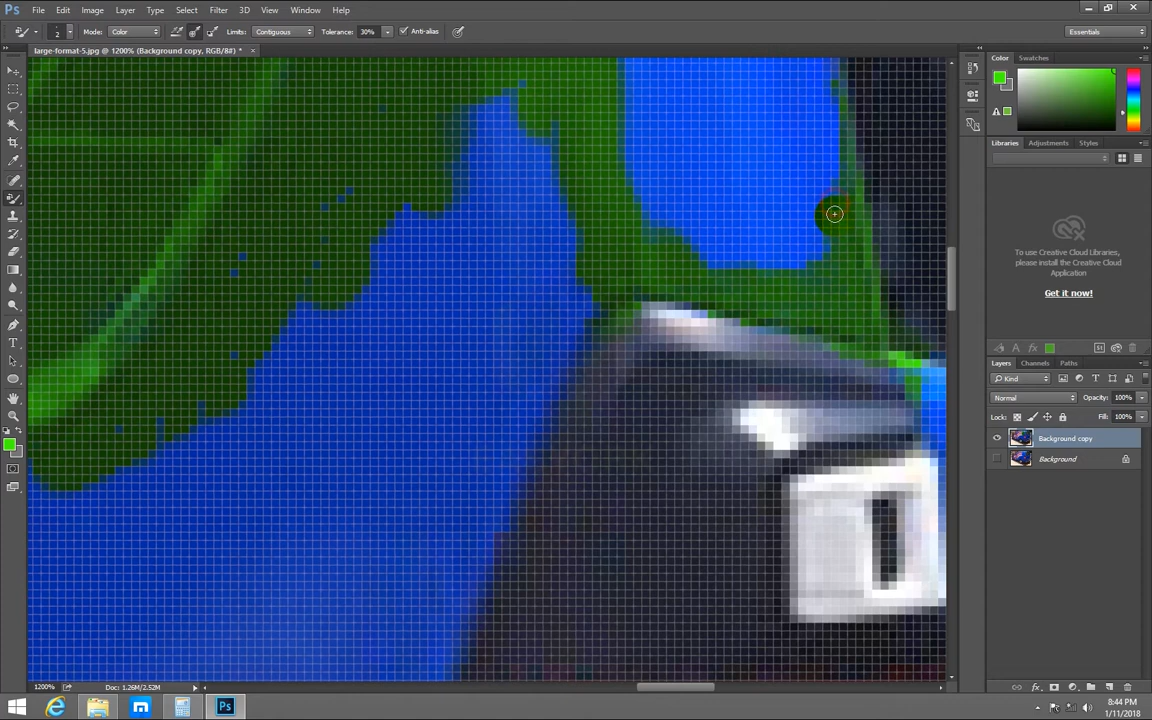 Ps File Edit Image Layer Type Select Filter 3D View Window Help
2 Mode: Color Limits: Contiguous Tolerance: 30% Anti-alias Essentials
large-format-5.jpg @ 1200% (Background copy, RGB/8#) * ×
Color Swatches
Libraries Adjustments Styles
To use Creative Cloud Libraries,
please install the Creative Cloud
Application
Get it now!
Layers Channels Paths
Kind
Normal Opacity: 100%
Lock: Fill: 100%
Background copy
Background
1200% Doc: 1.26M/2.52M
Ps
8:44 PM
1/11/2018